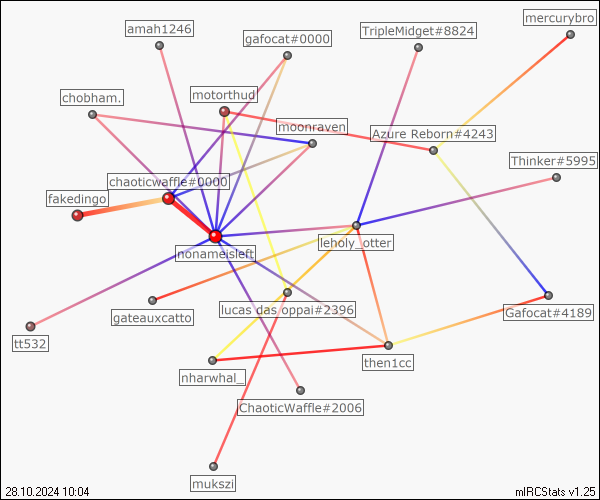 mercurybro
amah1246
TripleMidget#8824
gafocat#0000
motorthud
chobham.
moonraven
Azure Reborn#4243
Thinker#5995
chaoticwaffle#0000
fakedingo
leholy_otter
nonameisleft
lucas das oppai#2396
Gafocat#4189
gateauxcatto
tt532
then1cc
nharwhal_
ChaoticWaffle#2006
mukszi
28.10.2024 10:04
mIRCStats v1.25